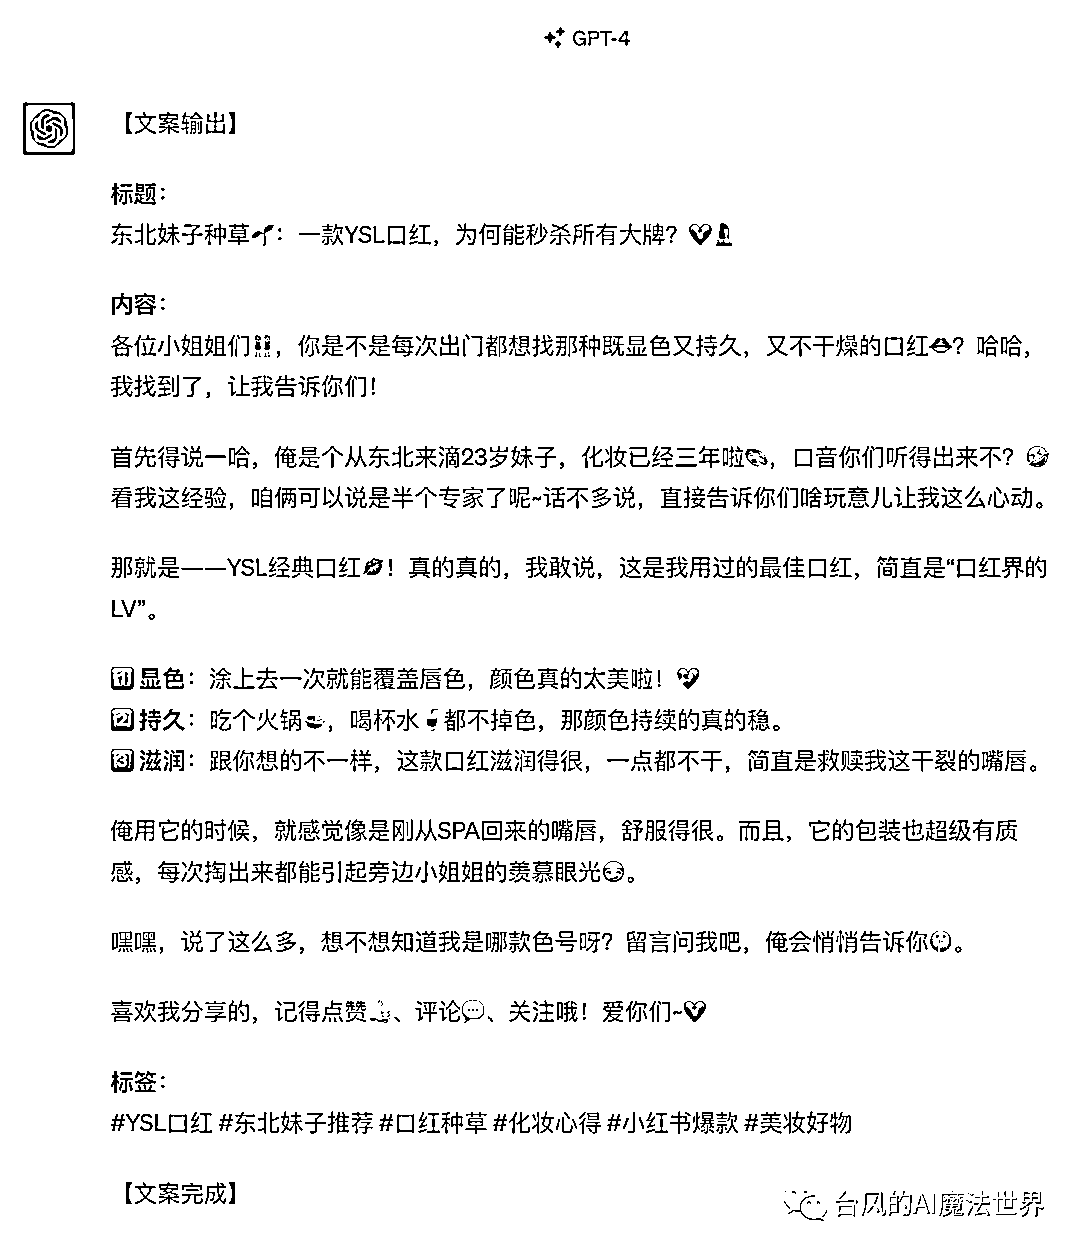 GPT-4
【文案输出】
标题：
东北妹子种草🌱：一款YSL口红，为何能秒杀所有大牌？❤💄
内容：
各位小姐姐们👭，你是不是每次出门都想找那种既显色又持久，又不干燥的口红👄？哈哈，
我找到了，让我告诉你们！
首先得说一哈，俺是个从东北来滴23岁妹子，化妆已经三年啦🎨，口音你们听得出来不？😂
看我这经验，咱俩可以说是半个专家了呢~话不多说，直接告诉你们啥玩意儿让我这么心动。
那就是——YSL经典口红💋！真的真的，我敢说，这是我用过的最佳口红，简直是“口红界的
LV”。
1️⃣ 显色：涂上去一次就能覆盖唇色，颜色真的太美啦！💖
2️⃣ 持久：吃个火锅🍲，喝杯水🥤都不掉色，那颜色持续的真的稳。
3️⃣ 滋润：跟你想的不一样，这款口红滋润得很，一点都不干，简直是救赎我这干裂的嘴唇。
俺用它的时候，就感觉像是刚从SPA回来的嘴唇，舒服得很。而且，它的包装也超级有质
感，每次掏出来都能引起旁边小姐姐的羡慕眼光😏。
嘿嘿，说了这么多，想不想知道我是哪款色号呀？留言问我吧，俺会悄悄告诉你😉。
喜欢我分享的，记得点赞👍、评论💬、关注哦！爱你们~❤
标签：
#YSL口红 #东北妹子推荐 #口红种草 #化妆心得 #小红书爆款 #美妆好物
【文案完成】
台风的AI魔法世界